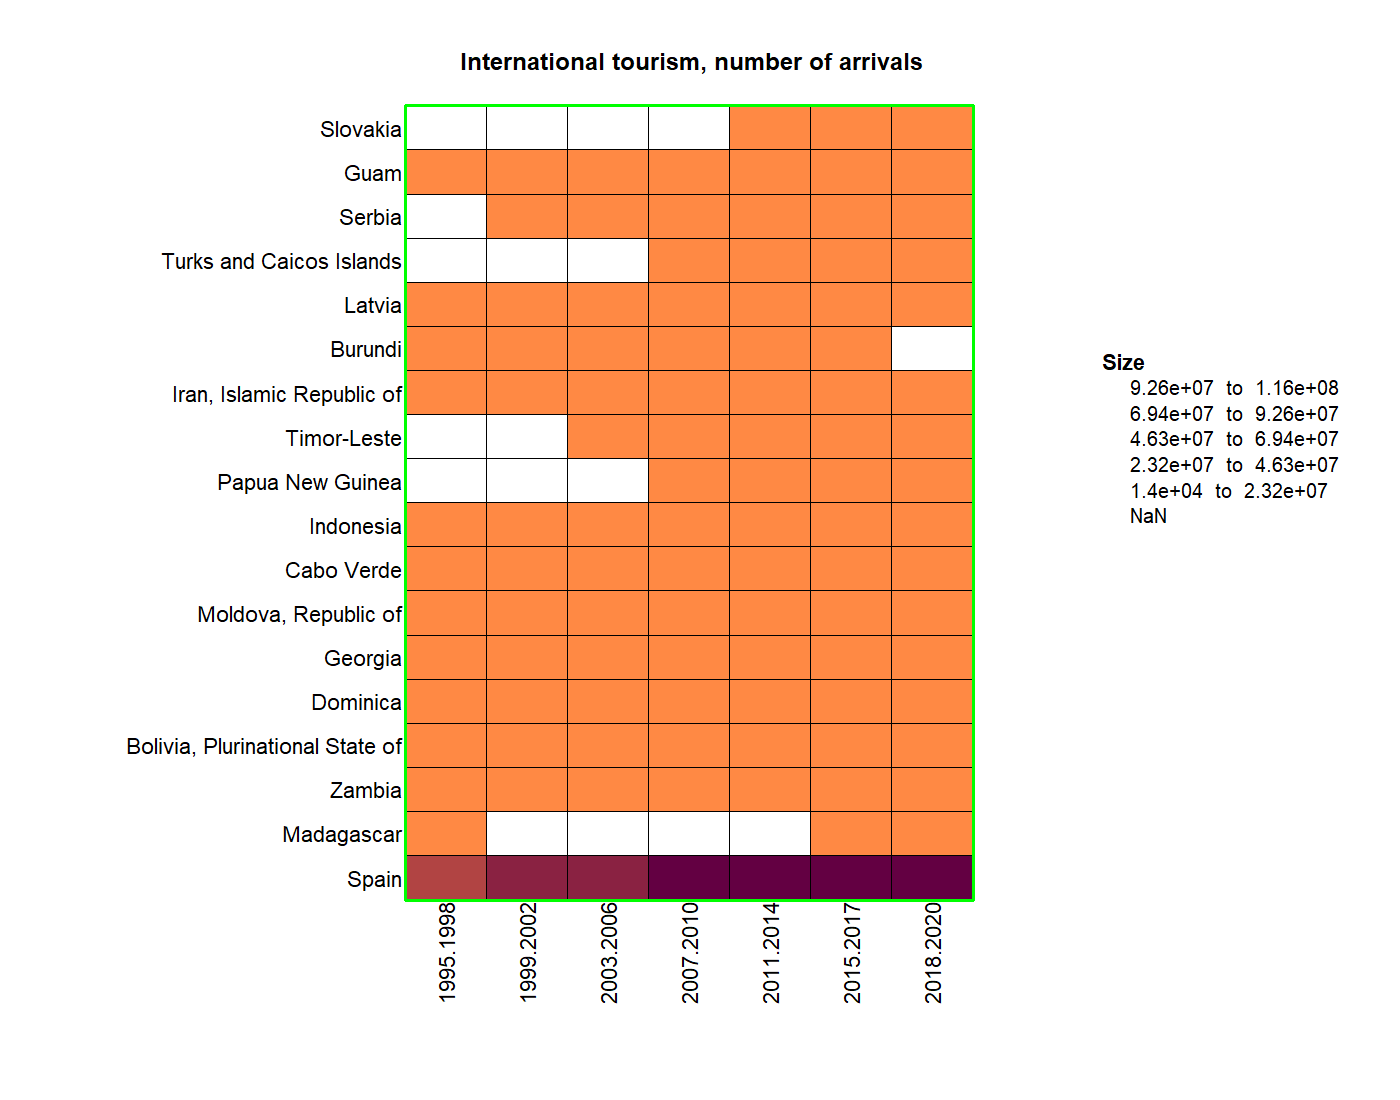 International tourism, number of arrivals
Slovakia
Guam
Serbia
Turks and Caicos Islands
Latvia
Burundi
Iran, Islamic Republic of
Timor-Leste
Papua New Guinea
Indonesia
Cabo Verde
Moldova, Republic of
Georgia
Dominica
Bolivia, Plurinational State of
Zambia
Madagascar
Spain
1995.1998
1999.2002
2003.2006
2007.2010
2011.2014
2015.2017
2018.2020
Size
9.26e+07 to 1.16e+08
6.94e+07 to 9.26e+07
4.63e+07 to 6.94e+07
2.32e+07 to 4.63e+07
1.4e+04 to 2.32e+07
NaN